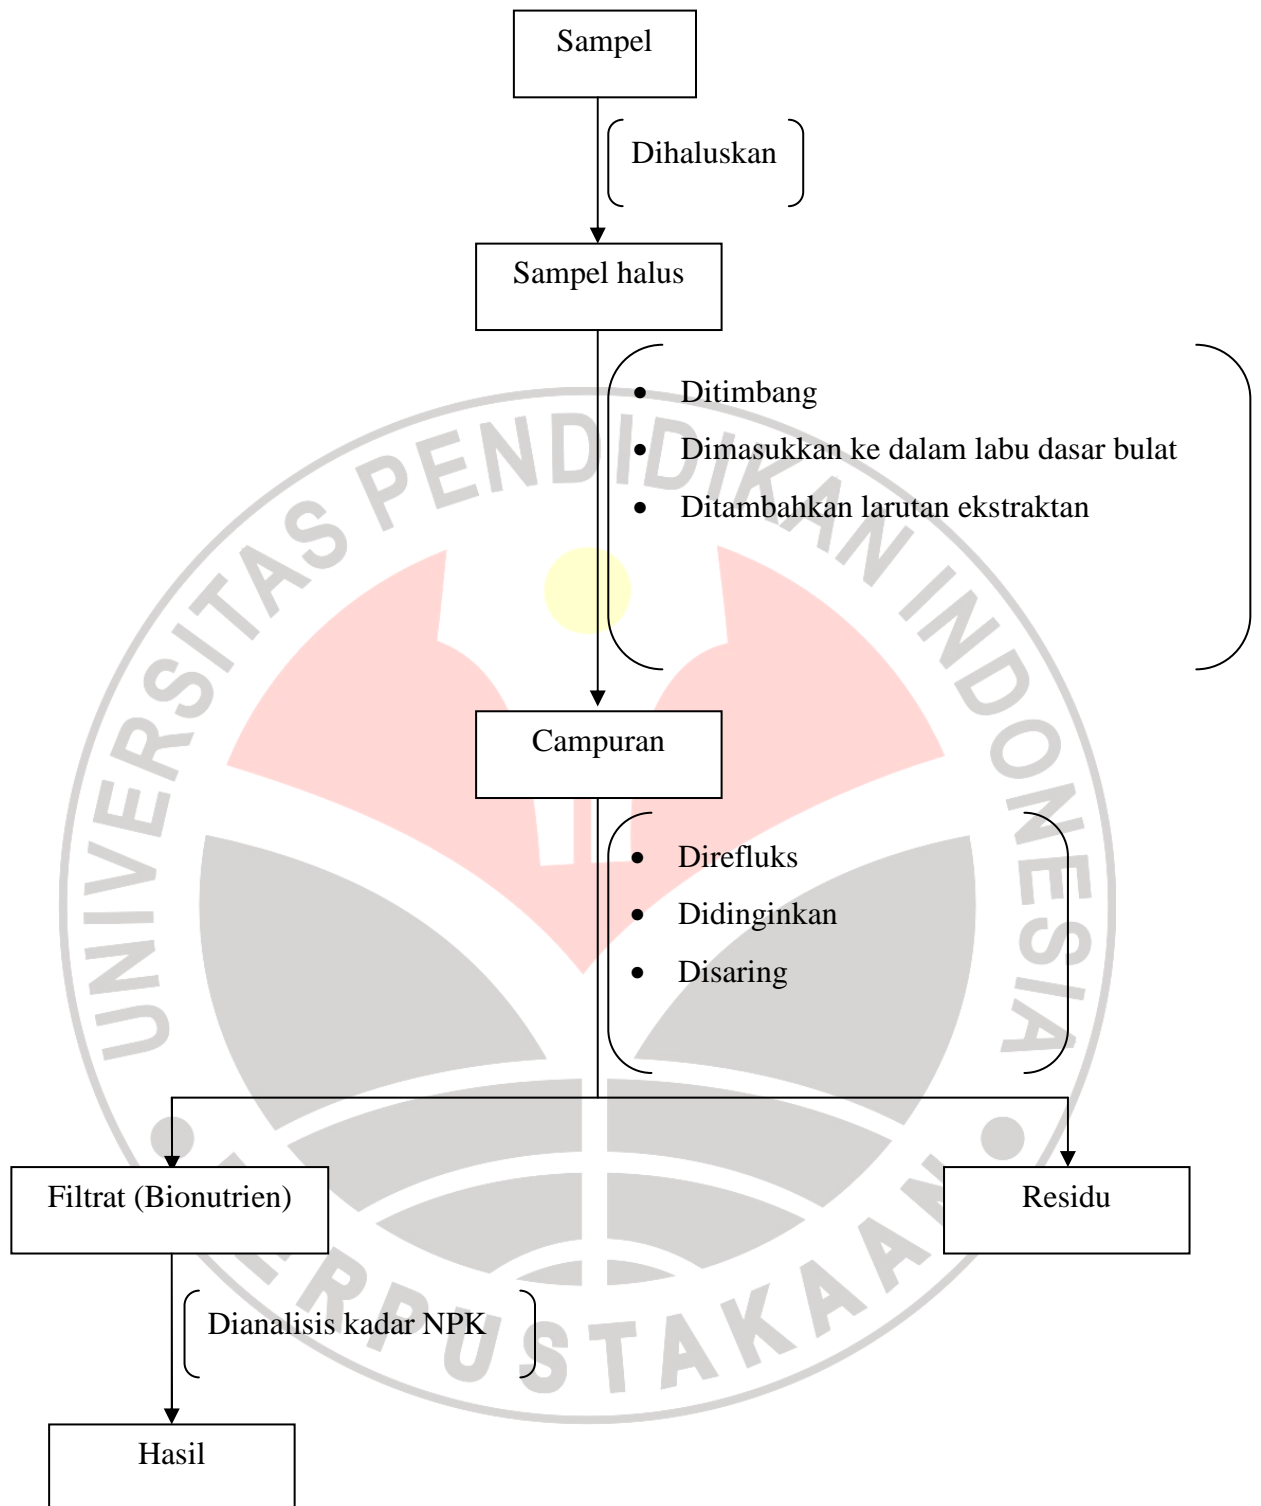 Sampel
Dihaluskan
Sampel halus
• Ditimbang
• Dimasukkan ke dalam labu dasar bulat
• Ditambahkan larutan ekstraktan
Campuran
• Direfluks
• Didinginkan
• Disaring
Filtrat (Bionutrien)
Residu
Dianalisis kadar NPK
Hasil
UNIVERSITAS PENDIDIKAN INDONESIA
PERPUSTAKAAN